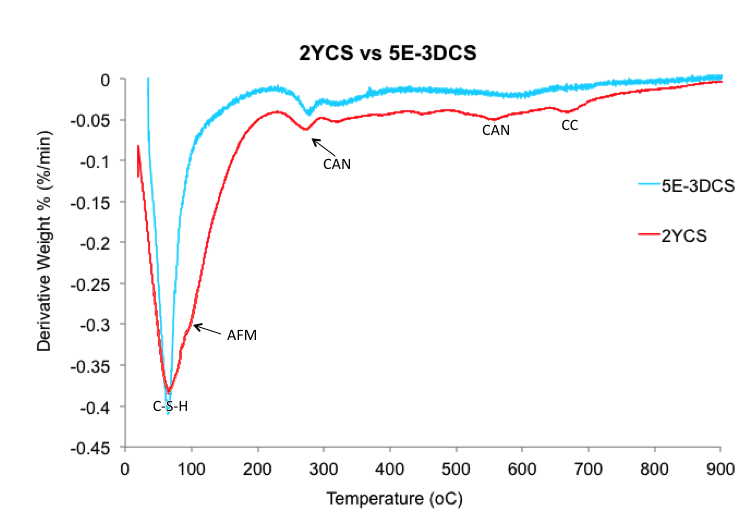 2YCS vs 5E-3DCS
0
-0.05
-0.1
-0.15
-0.2
-0.25
-0.3
-0.35
-0.4
-0.45
Derivative Weight % (%/min)
CAN
CAN
CC
AFM
C-S-H
5E-3DCS
2YCS
0 100 200 300 400 500 600 700 800 900
Temperature (oC)